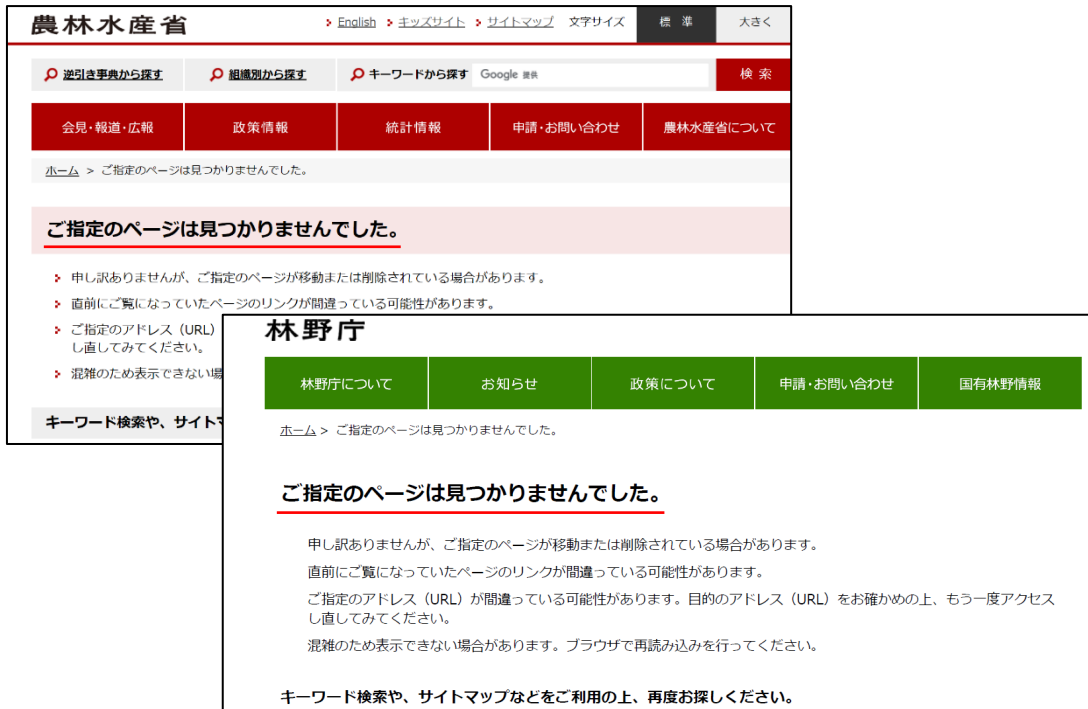 農林水産省
English キッズサイト サイトマップ 文字サイズ 標準 大きく
逆引き事典から探す 組織別から探す キーワードから探す Google 提供 検索
会見・報道・広報 政策情報 統計情報 申請・お問い合わせ 農林水産省について
ホーム > ご指定のページは見つかりませんでした。
ご指定のページは見つかりませんでした。
申し訳ありませんが、ご指定のページが移動または削除されている場合があります。
直前にご覧になっていたページのリンクが間違っている可能性があります。
ご指定のアドレス（URL）
し直してみてください。
混雑のため表示できない場
キーワード検索や、サイトマ
林野庁
林野庁について お知らせ 政策について 申請・お問い合わせ 国有林野情報
ホーム > ご指定のページは見つかりませんでした。
ご指定のページは見つかりませんでした。
申し訳ありませんが、ご指定のページが移動または削除されている場合があります。
直前にご覧になっていたページのリンクが間違っている可能性があります。
ご指定のアドレス（URL）が間違っている可能性があります。目的のアドレス（URL）をお確かめの上、もう一度アクセス
し直してみてください。
混雑のため表示できない場合があります。ブラウザで再読み込みを行ってください。
キーワード検索や、サイトマップなどをご利用の上、再度お探しください。